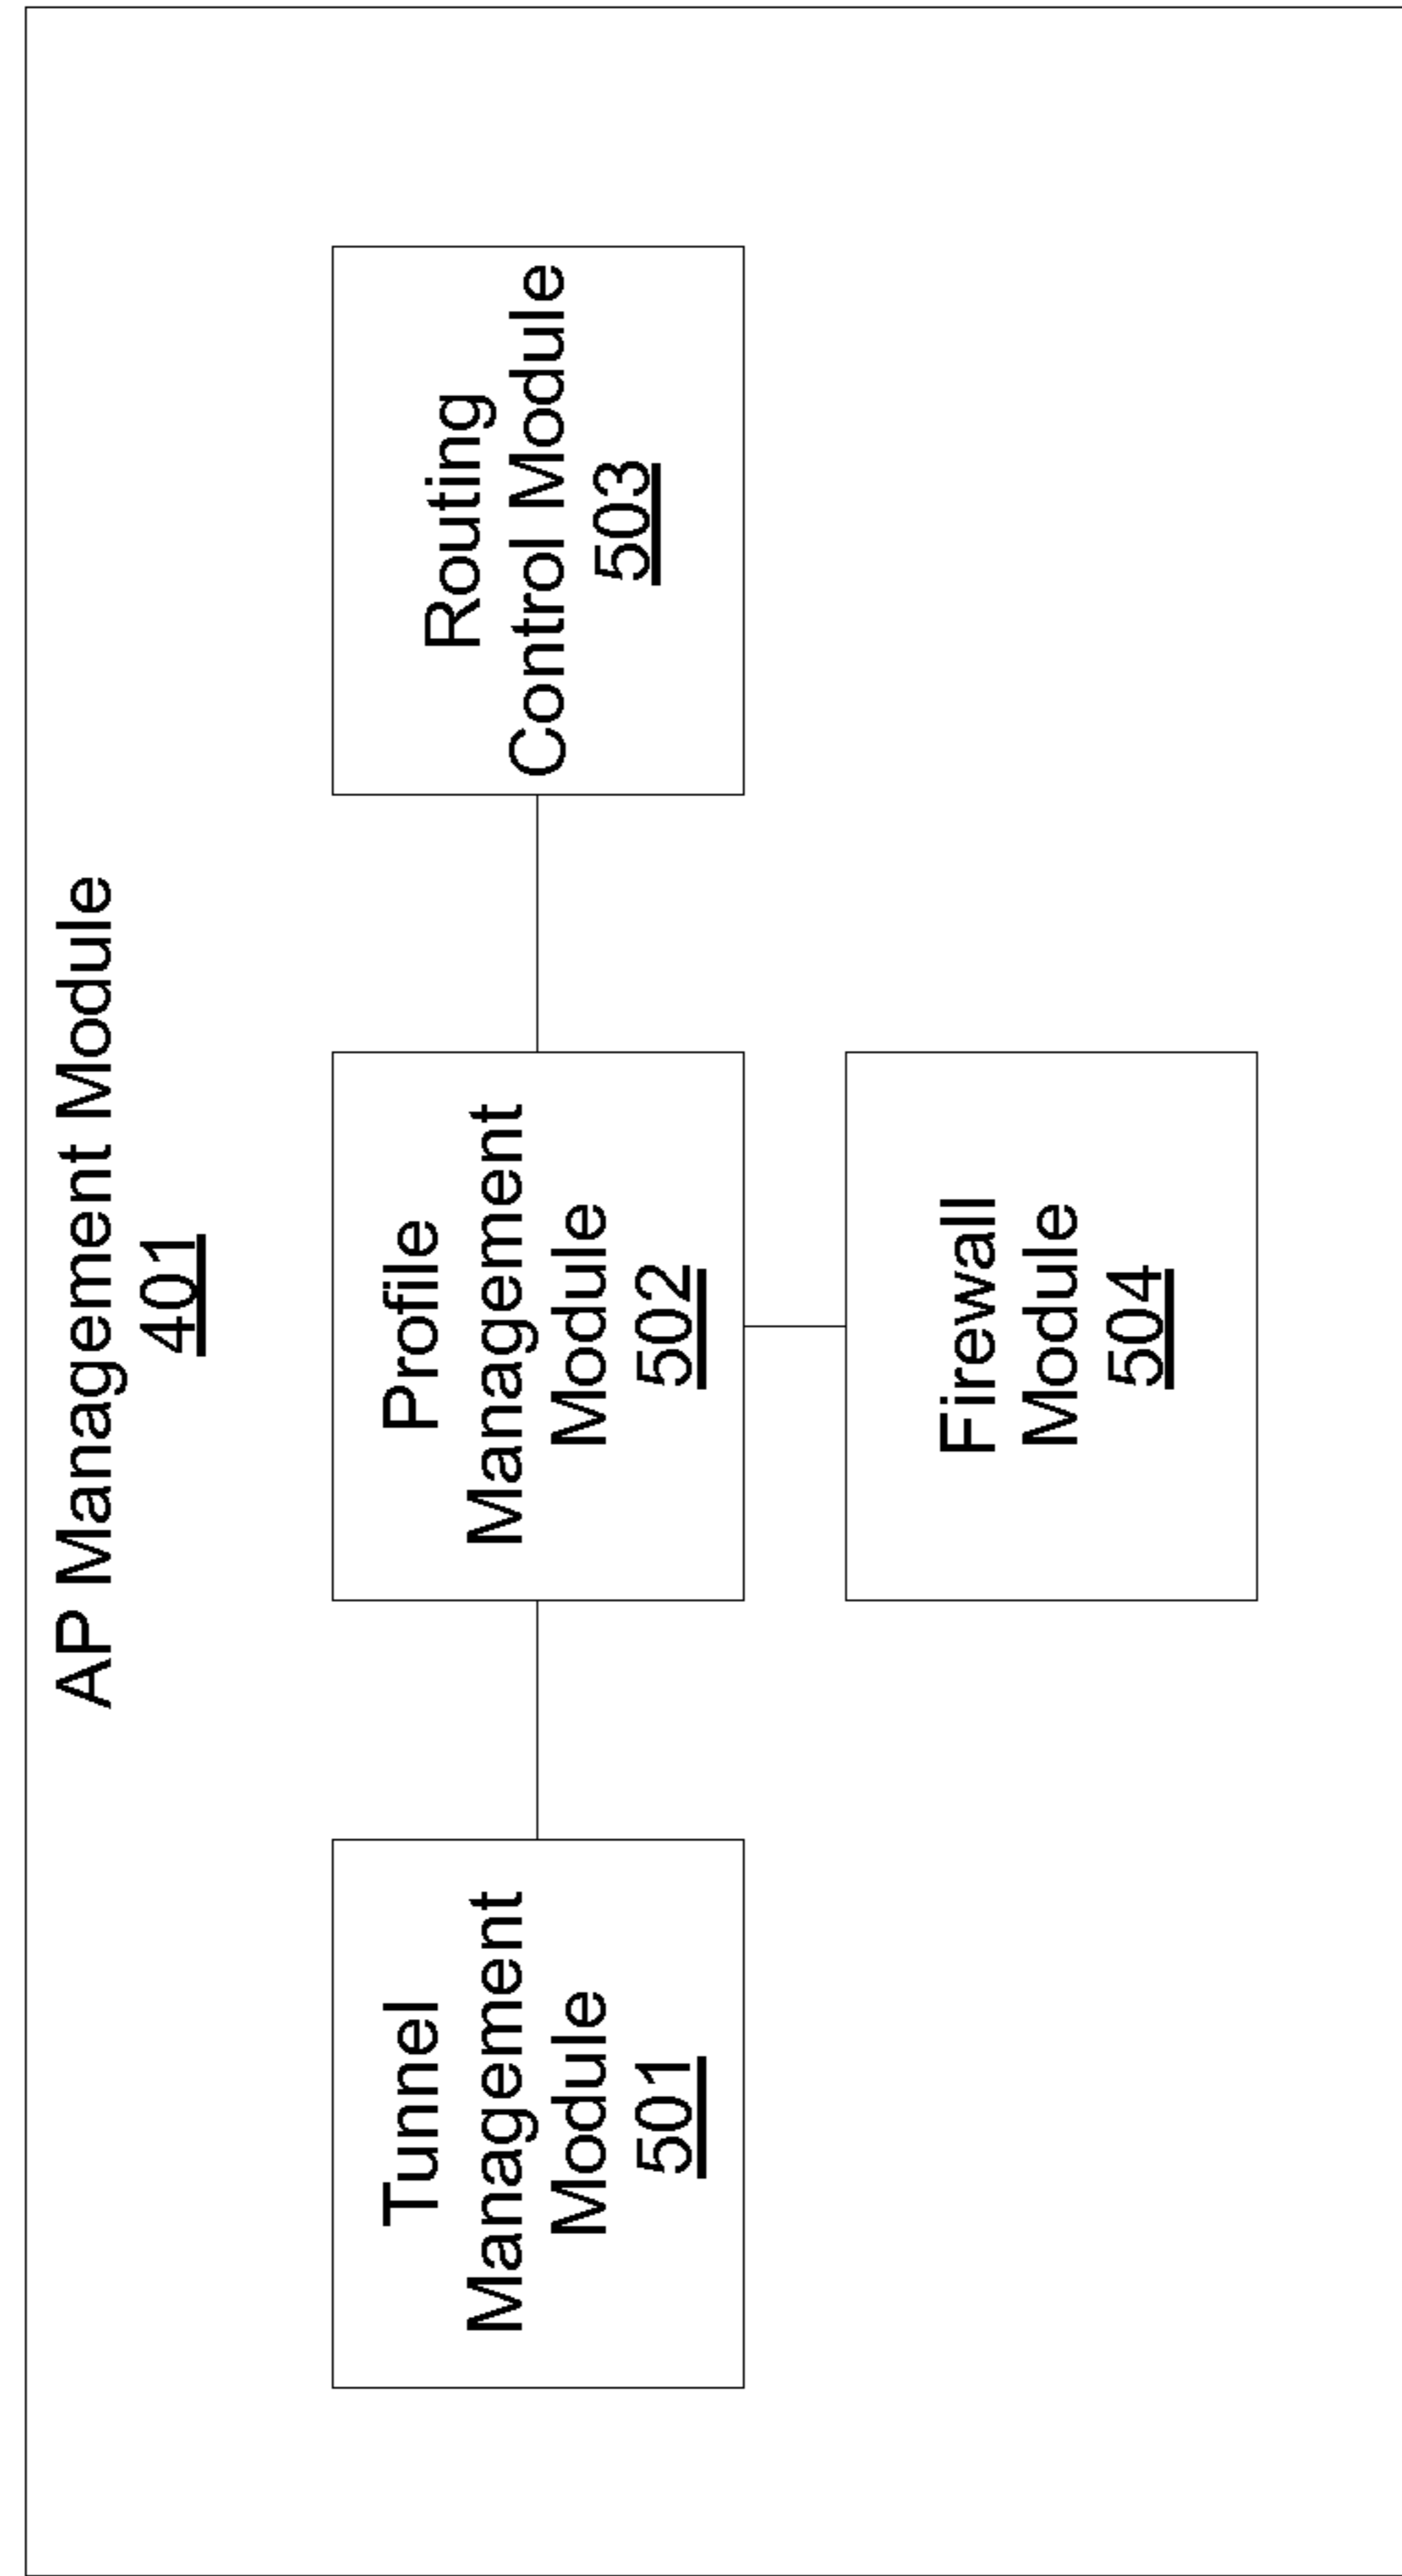 AP Management Module
401
Tunnel
Management
Module
501
Profile
Management
Module
502
Routing
Control Module
503
Firewall
Module
504